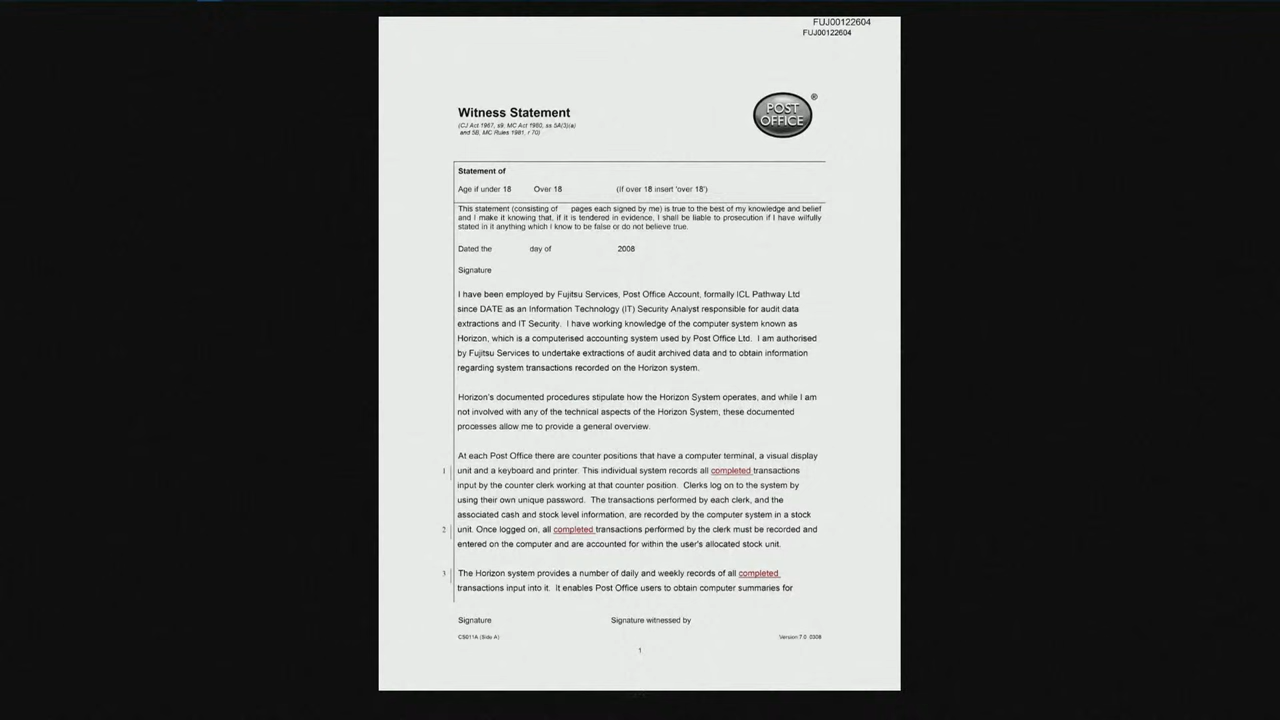 FUJ00122604
FUJ00122604
Witness Statement
(CJ Act 1967, s9, MC Act 1980, ss 5A(3)(a)
and 5B, MC Rules 1981, r 70)
POST
OFFICE
®
Statement of
Age if under 18 Over 18 (If over 18 insert 'over 18')
This statement (consisting of pages each signed by me) is true to the best of my knowledge and belief
and I make it knowing that, if it is tendered in evidence, I shall be liable to prosecution if I have wilfully
stated in it anything which I know to be false or do not believe true.
Dated the day of 2008
Signature
I have been employed by Fujitsu Services, Post Office Account, formally ICL Pathway Ltd
since DATE as an Information Technology (IT) Security Analyst responsible for audit data
extractions and IT Security. I have working knowledge of the computer system known as
Horizon, which is a computerised accounting system used by Post Office Ltd. I am authorised
by Fujitsu Services to undertake extractions of audit archived data and to obtain information
regarding system transactions recorded on the Horizon system.
Horizon's documented procedures stipulate how the Horizon System operates, and while I am
not involved with any of the technical aspects of the Horizon System, these documented
processes allow me to provide a general overview.
At each Post Office there are counter positions that have a computer terminal, a visual display
1 unit and a keyboard and printer. This individual system records all completed transactions
input by the counter clerk working at that counter position. Clerks log on to the system by
using their own unique password. The transactions performed by each clerk, and the
associated cash and stock level information, are recorded by the computer system in a stock
2 unit. Once logged on, all completed transactions performed by the clerk must be recorded and
entered on the computer and are accounted for within the user's allocated stock unit.
3 The Horizon system provides a number of daily and weekly records of all completed
transactions input into it. It enables Post Office users to obtain computer summaries for
Signature Signature witnessed by
CS011A (Side A) Version 7.0 03/08
1